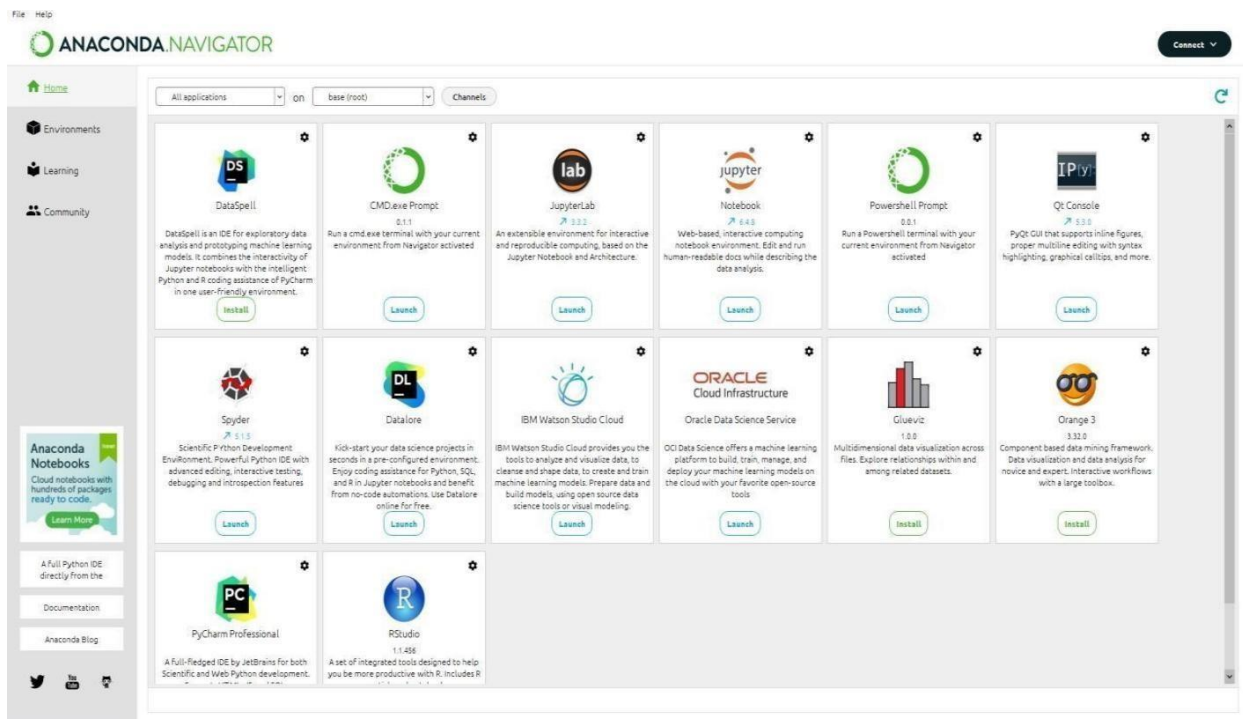 File Help
ANACONDA.NAVIGATOR
Connect
Home
Environments
Learning
Community
All applications on base (root) Channels
DS
DataSpell
DataSpell is an IDE for exploratory data
analysis and prototyping machine learning
models. It combines the interactivity of
Jupyter notebooks with the intelligent
Python and R coding assistance of PyCharm
in one user-friendly environment.
Install
CMD.exe Prompt
0.1.1
Run a cmd.exe terminal with your current
environment from Navigator activated
Launch
lab
JupyterLab
3.3.2
An extensible environment for interactive
and reproducible computing, based on the
Jupyter Notebook and Architecture.
Launch
jupyter
Notebook
6.4.8
Web-based, interactive computing
notebook environment. Edit and run
human-readable docs while describing the
data analysis.
Launch
Powershell Prompt
0.0.1
Run a Powershell terminal with your
current environment from Navigator
activated
Launch
IP[y]:
Qt Console
5.5.0
PyQt GUI that supports inline figures,
proper multiline editing with syntax
highlighting, graphical calltips, and more.
Launch
Spyder
5.1.5
Scientific PYthon Development
EnviRonment. Powerful Python IDE with
advanced editing, interactive testing,
debugging and introspection features
Launch
DL
Datalore
Kick-start your data science projects in
seconds in a pre-configured environment.
Enjoy coding assistance for Python, SQL,
and R in Jupyter notebooks and benefit
from no-code automations. Use Datalore
online for free.
Launch
IBM Watson Studio Cloud
IBM Watson Studio Cloud provides you the
tools to analyze and visualize data, to
cleanse and shape data, to create and train
machine learning models. Prepare data and
build models, using open source data
science tools or visual modeling.
Launch
ORACLE
Cloud Infrastructure
Oracle Data Science Service
OCI Data Science offers a machine learning
platform to build, train, manage, and
deploy your machine learning models on
the cloud with your favorite open-source
tools
Launch
Glueviz
1.0.0
Multidimensional data visualization across
files. Explore relationships within and
among related datasets.
Install
Orange 3
3.32.0
Component based data mining framework.
Data visualization and data analysis for
novice and expert. Interactive workflows
with a large toolbox.
Install
PC
PyCharm Professional
A full-fledged IDE by JetBrains for both
Scientific and Web Python development.
R
RStudio
1.1.456
A set of integrated tools designed to help
you be more productive with R. Includes R
Anaconda
Notebooks
Cloud notebooks with
hundreds of packages
ready to code.
Learn More
A full Python IDE
directly from the
Documentation
Anaconda Blog
You
Tube